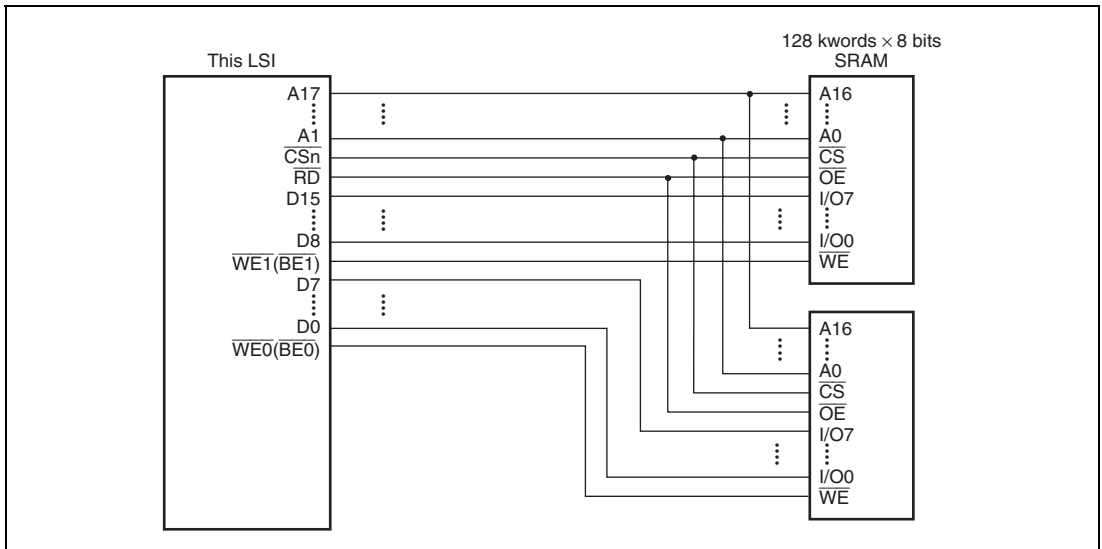 This LSI
A17
A1
CSn
RD
D15
D8
WE1(BE1)
D7
D0
WE0(BE0)
128 kwords × 8 bits
SRAM
A16
A0
CS
OE
I/O7
I/O0
WE
A16
A0
CS
OE
I/O7
I/O0
WE